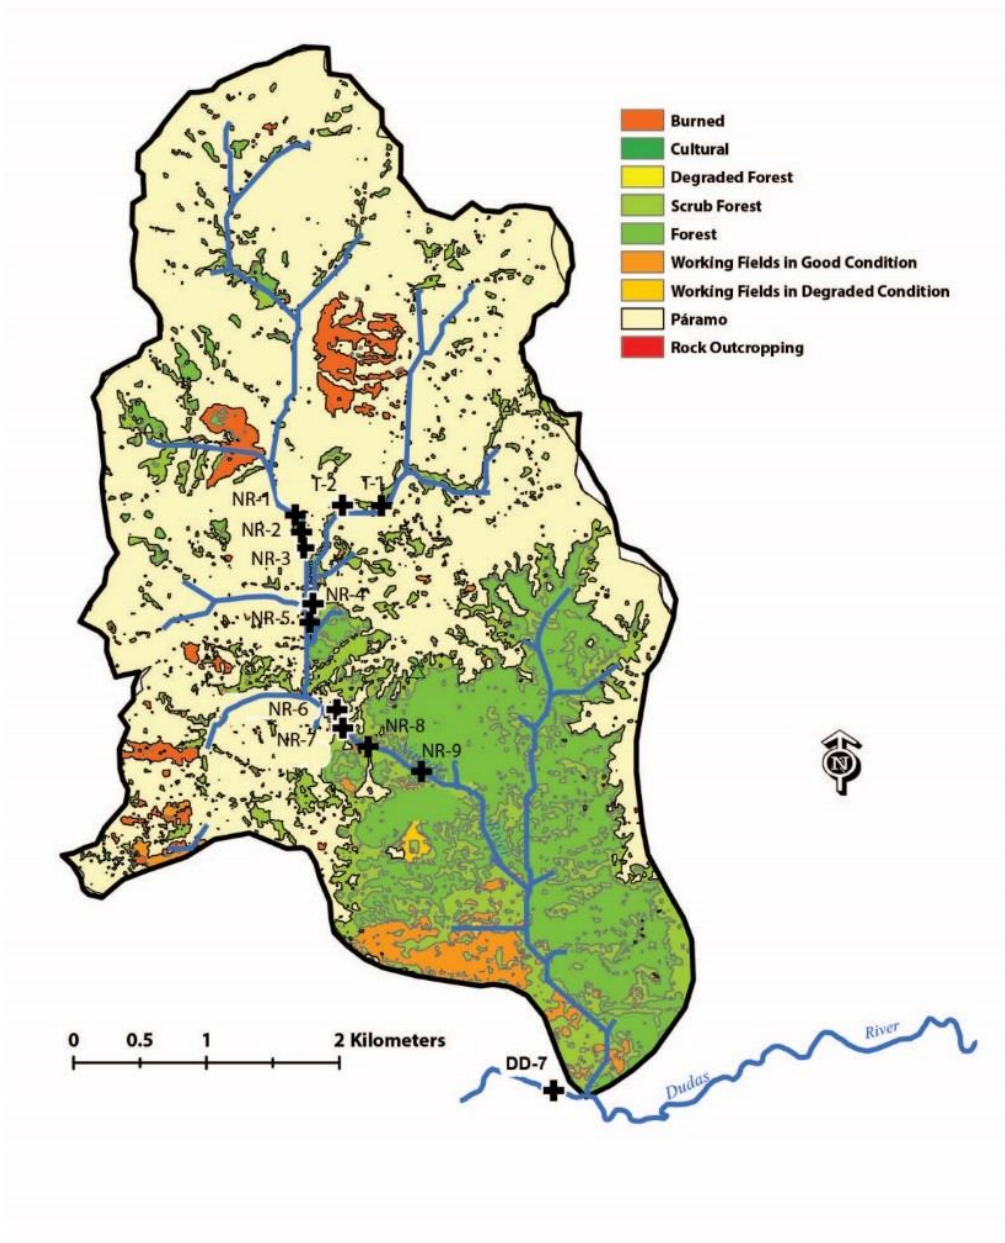 Burned
Cultural
Degraded Forest
Scrub Forest
Forest
Working Fields in Good Condition
Working Fields in Degraded Condition
Páramo
Rock Outcropping
T-2 T-1
NR-1
NR-2
NR-3
NR-4
NR-5
NR-6
NR-7
NR-8
NR-9
N
River
0 0.5 1 2 Kilometers
DD-7
Dudas River